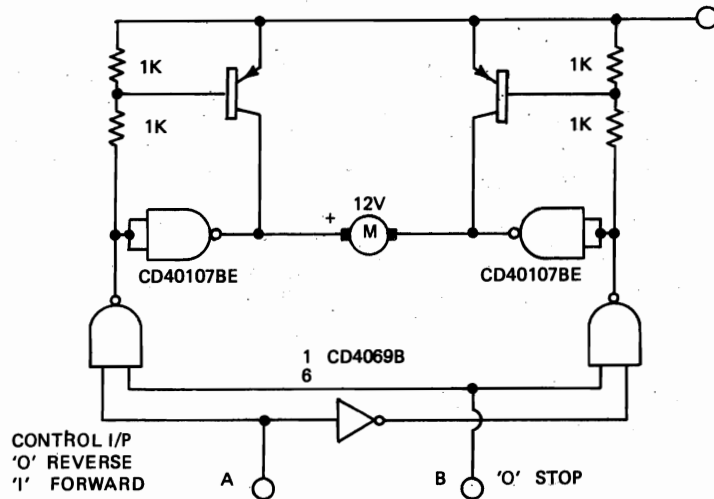 1K
1K
1K
1K
12V
+
M
CD40107BE
CD40107BE
1 CD4069B
6
CONTROL I/P
'O' REVERSE
'I' FORWARD
A
B
'O' STOP